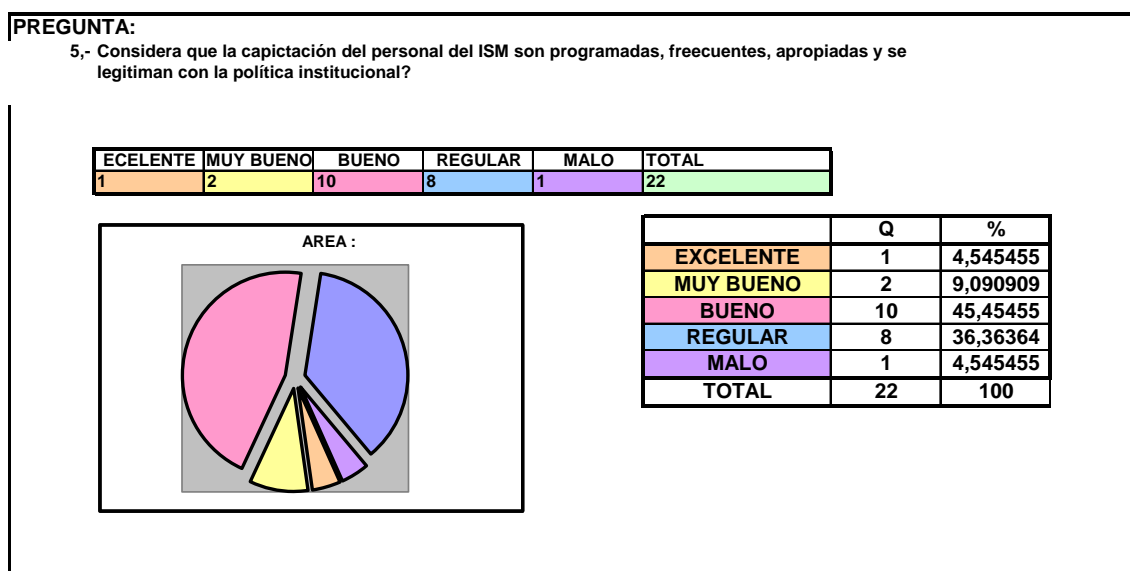 PREGUNTA:
5,- Considera que la capictación del personal del ISM son programadas, freecuentes, apropiadas y se
legitiman con la política institucional?
ECELENTE MUY BUENO BUENO REGULAR MALO TOTAL
1 2 10 8 1 22
AREA :
Q %
EXCELENTE 1 4,545455
MUY BUENO 2 9,090909
BUENO 10 45,45455
REGULAR 8 36,36364
MALO 1 4,545455
TOTAL 22 100